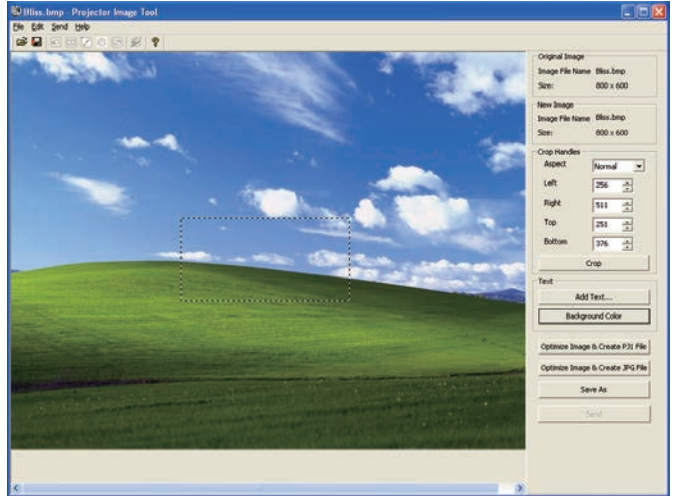 Bliss.bmp - Projector Image Tool
File Edit Send Help
Original Image
Image File Name Bliss.bmp
Size: 800 x 600
New Image
Image File Name Bliss.bmp
Size: 800 x 600
Crop Handles
Aspect Normal
Left 256
Right 511
Top 251
Bottom 376
Crop
Text
Add Text...
Background Color
Optimize Image & Create PJ1 File
Optimize Image & Create JPG File
Save As
Send